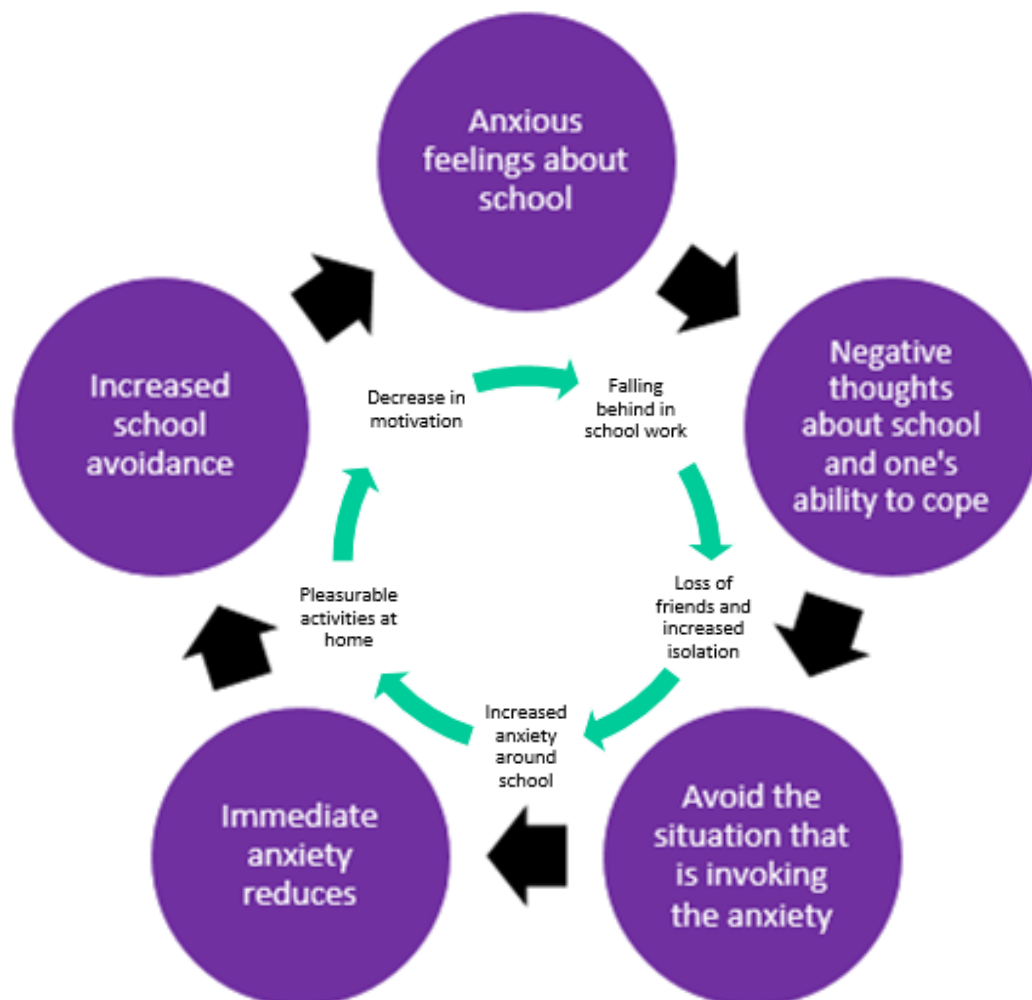 Anxious
feelings about
school
Negative
thoughts
about school
and one's
ability to cope
Avoid the
situation that
is invoking
the anxiety
Immediate
anxiety
reduces
Increased
school
avoidance
Decrease in
motivation
Falling
behind in
school work
Loss of
friends and
increased
isolation
Increased
anxiety
around
school
Pleasurable
activities at
home